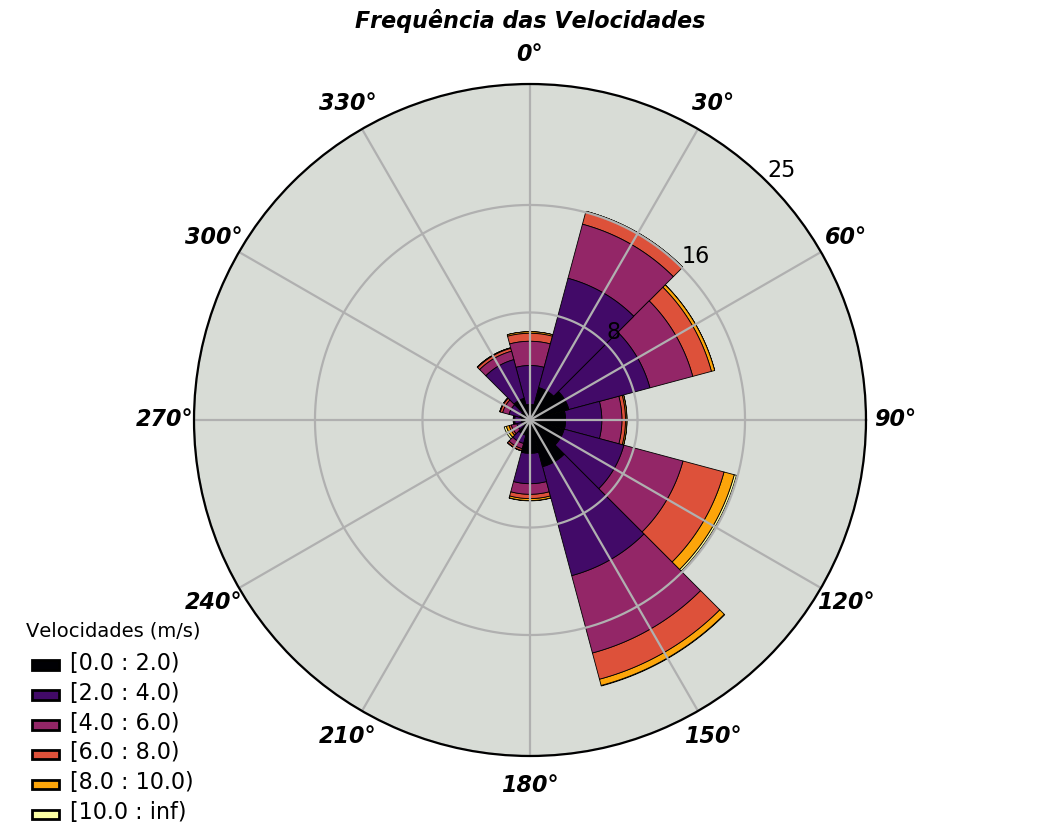 Frequência das Velocidades
0°
330°
30°
25
300°
60°
16
8
270°
90°
240°
120°
210°
150°
180°
Velocidades (m/s)
[0.0 : 2.0)
[2.0 : 4.0)
[4.0 : 6.0)
[6.0 : 8.0)
[8.0 : 10.0)
[10.0 : inf)